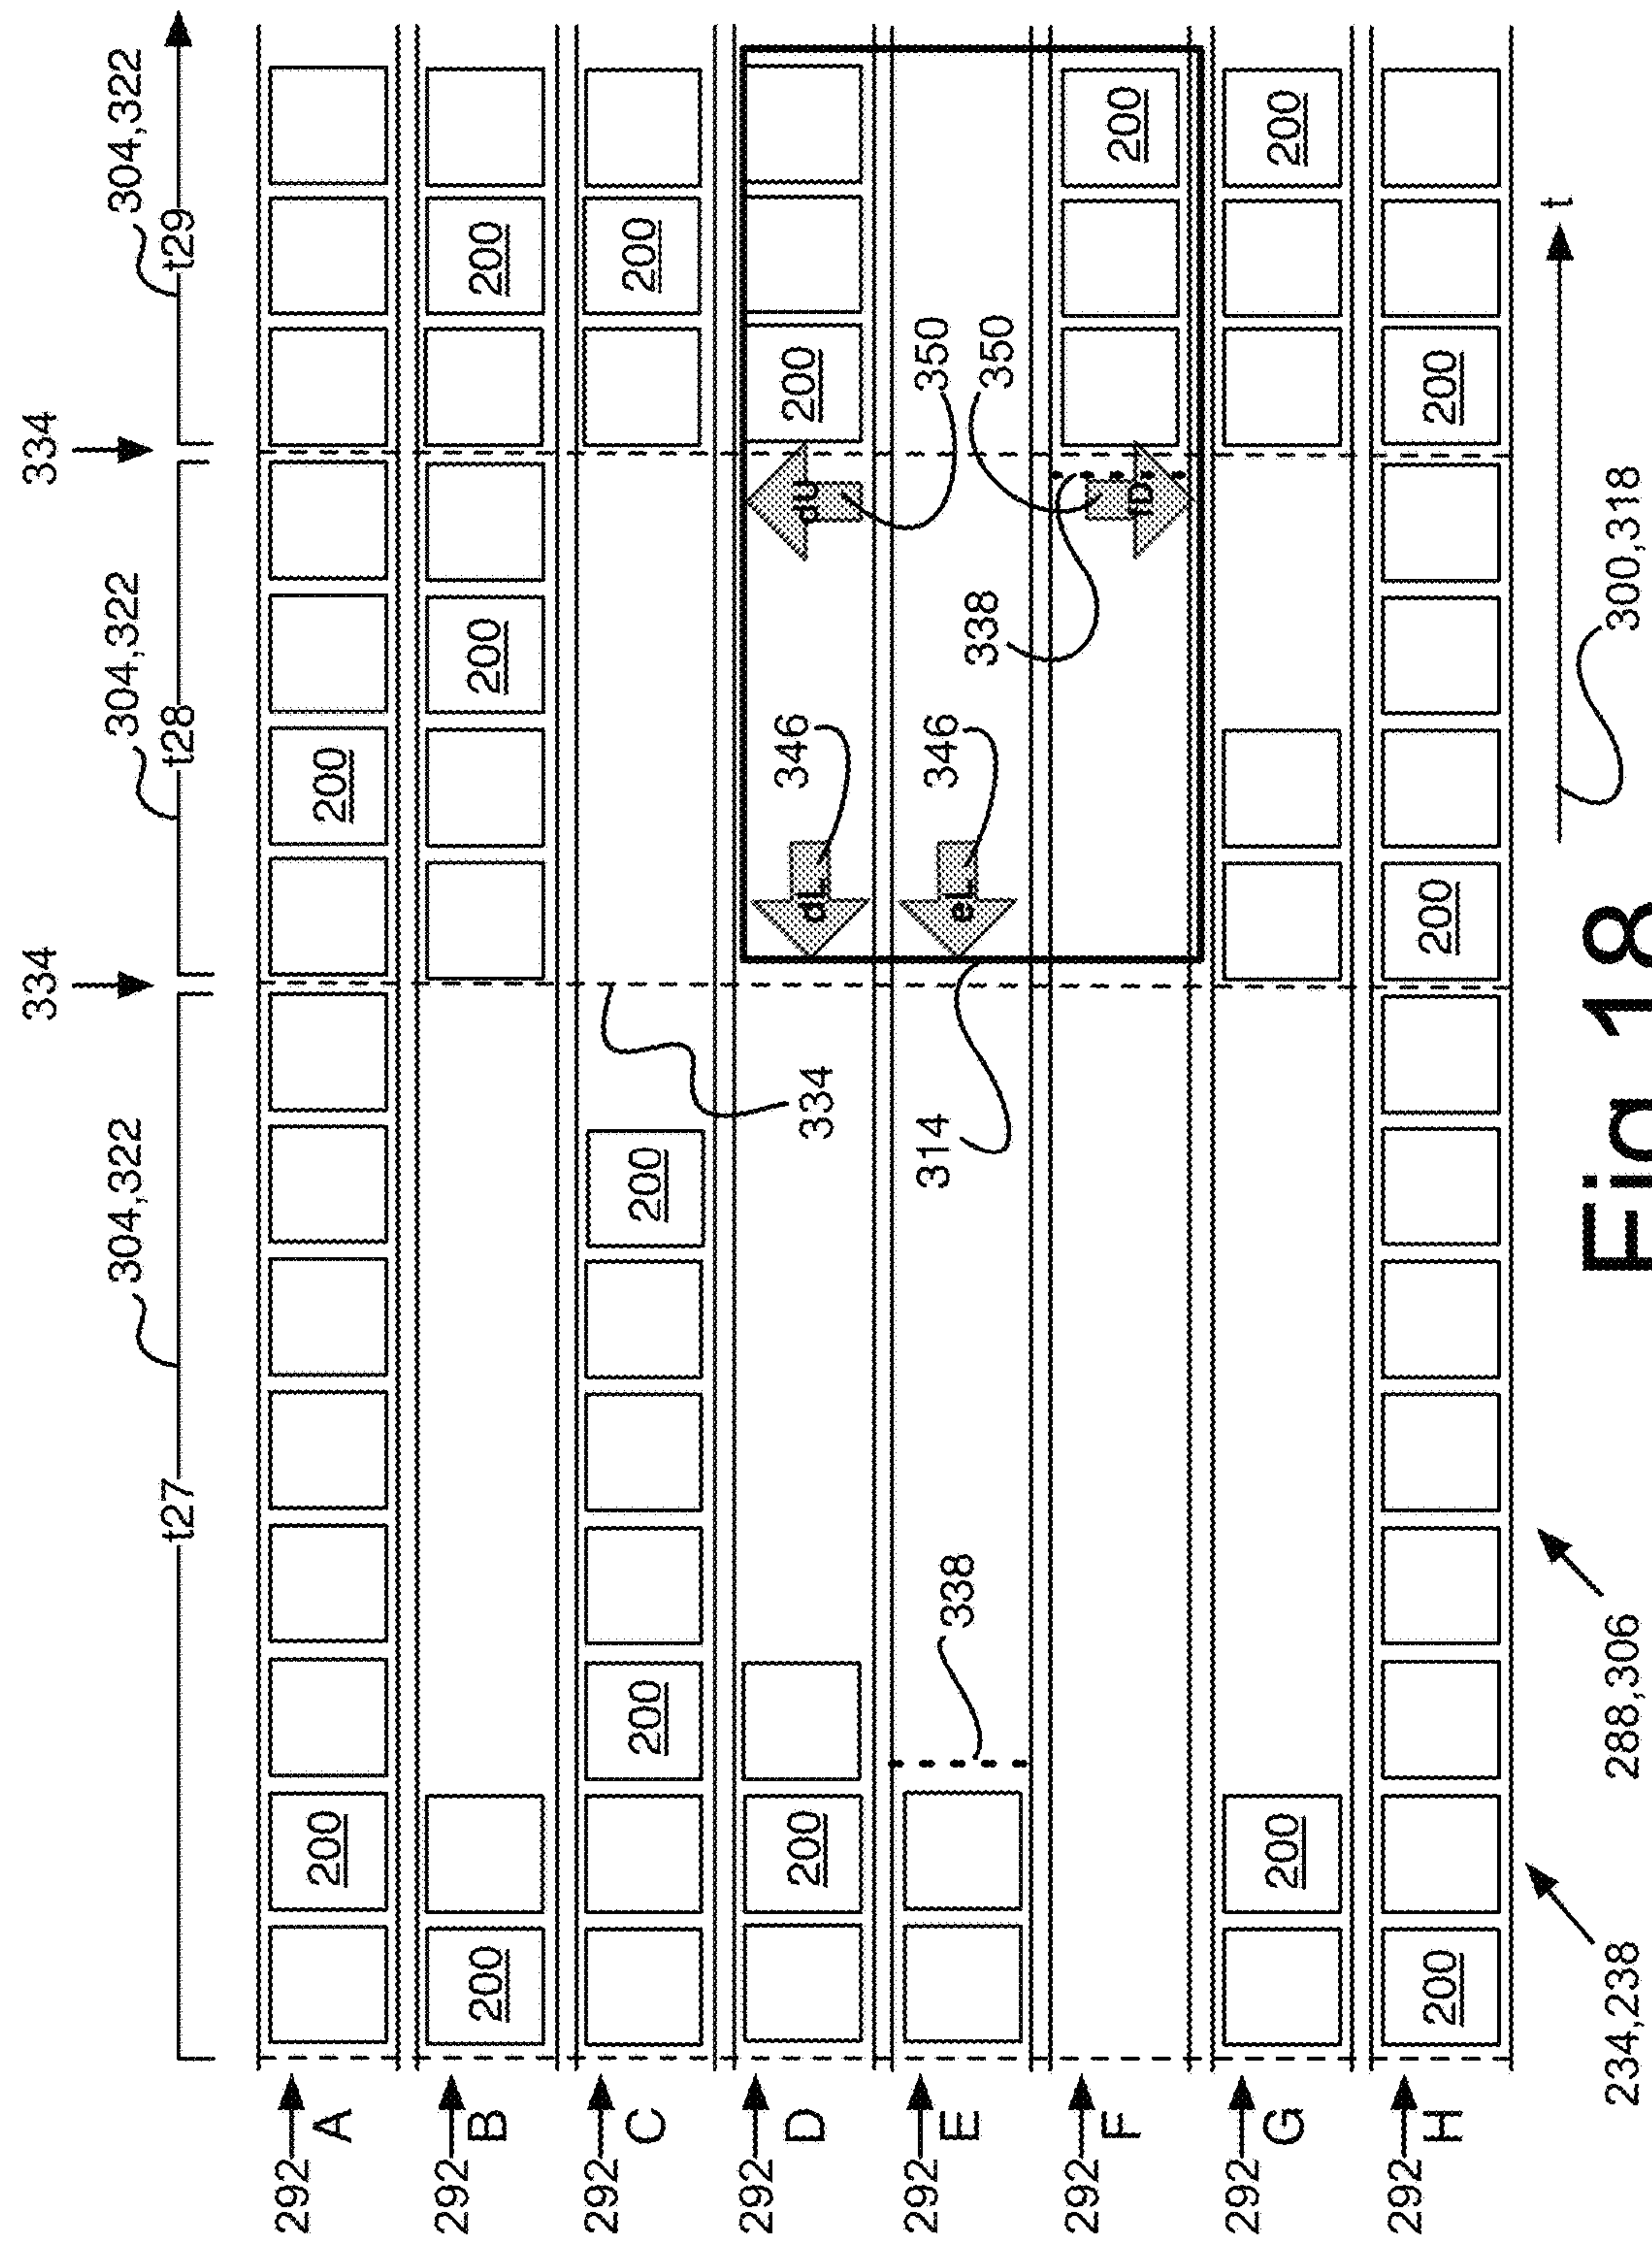 334 334
304,322 304,322 304,322
t27 t28 t29
292 A 200 200
292 B 200 200 200
292 C 200 200 200
334
292 D 200 dL 346 dU 200
338 314 eL 346 350
292 E
338 350
292 F fD 200
292 G 200 200
292 H 200 200 200
t
234,238 288,306 300,318
Fig 18